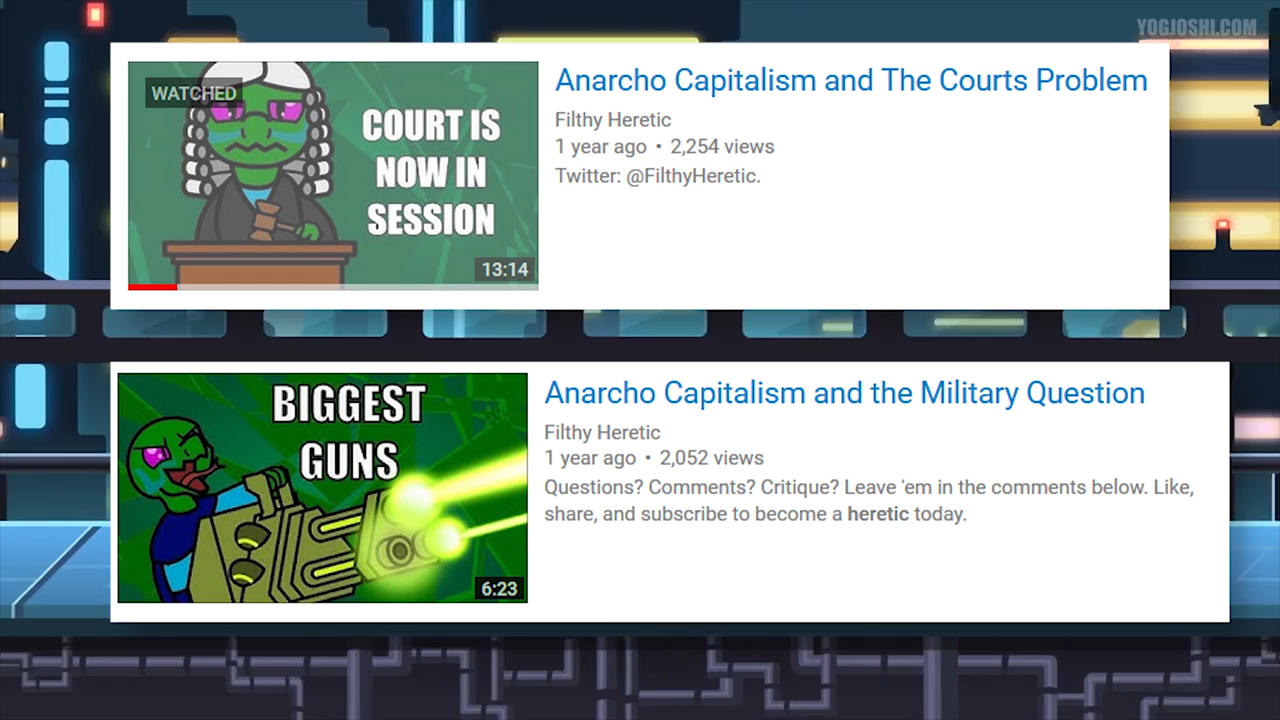 YOGJOSHI.COM
WATCHED
COURT IS
NOW IN
SESSION
13:14
Anarcho Capitalism and The Courts Problem
Filthy Heretic
1 year ago • 2,254 views
Twitter: @FilthyHeretic.
BIGGEST
GUNS
6:23
Anarcho Capitalism and the Military Question
Filthy Heretic
1 year ago • 2,052 views
Questions? Comments? Critique? Leave 'em in the comments below. Like,
share, and subscribe to become a heretic today.